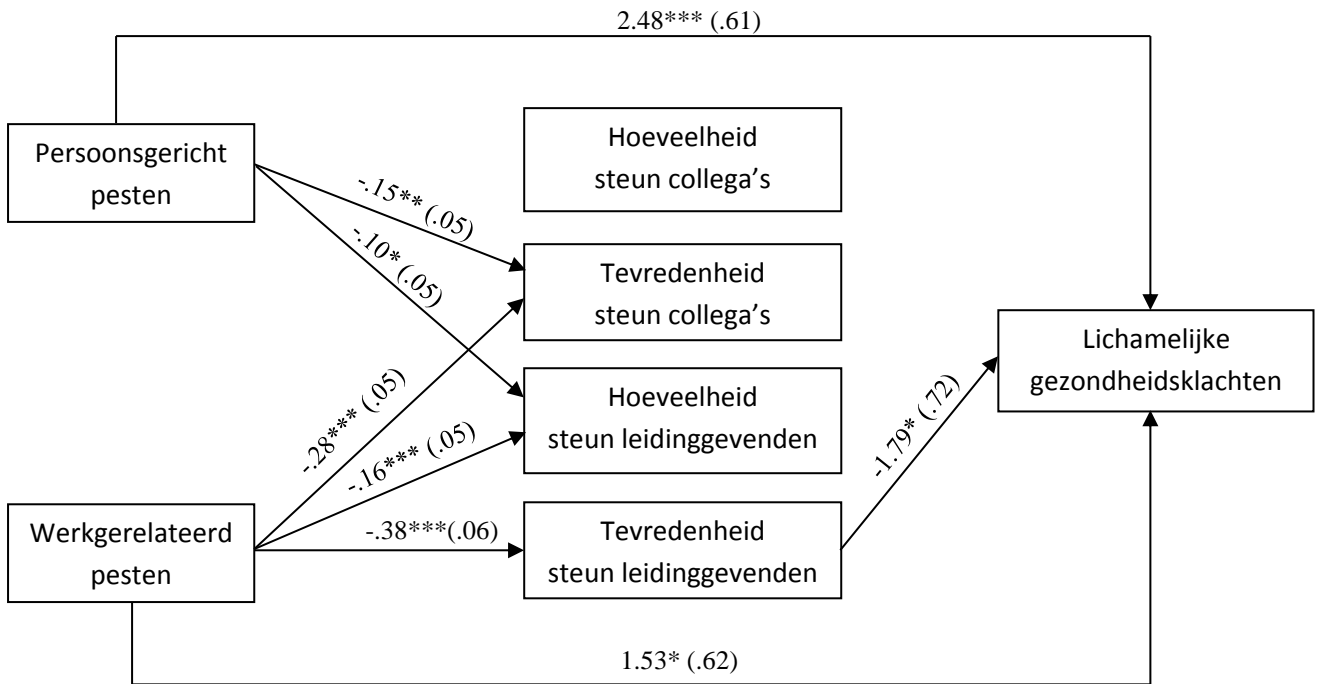 2.48*** (.61)
Persoonsgericht
pesten
Hoeveelheid
steun collega's
-.15** (.05)
-.10* (.05)
Tevredenheid
steun collega's
Lichamelijke
gezondheidsklachten
-.28*** (.05)
Hoeveelheid
steun leidinggevenden
-.16*** (.05)
-1.79* (.72)
Werkgerelateerd
pesten
-.38***(.06)
Tevredenheid
steun leidinggevenden
1.53* (.62)